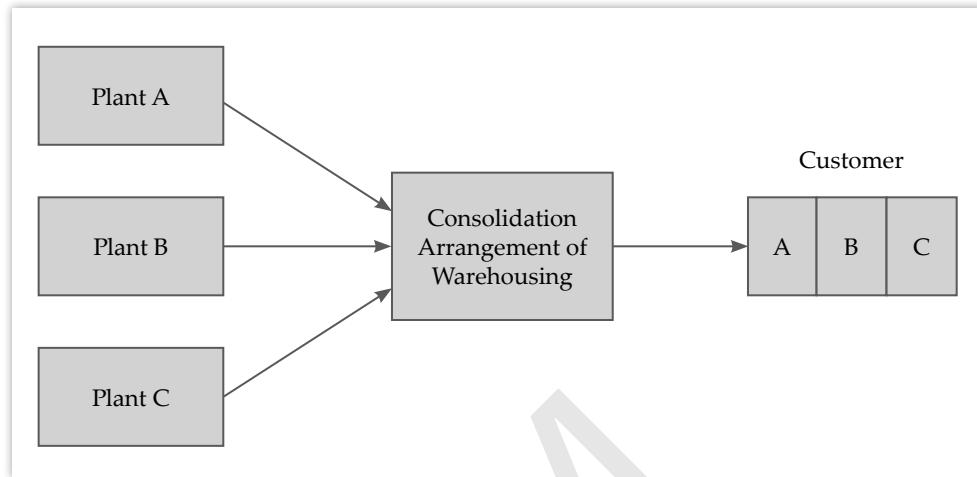 Plant A
Plant B
Plant C
Consolidation
Arrangement of
Warehousing
Customer
A B C